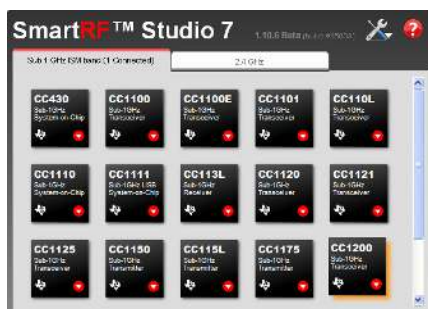 SmartRF™ Studio 7
1.10.6 Beta
Sub 1 GHz ISM band (1 Connected)
2.4 GHz
CC430
Sub-1GHz
System-on-Chip
CC1100
Sub-1GHz
Transceiver
CC1100E
Sub-1GHz
Transceiver
CC1101
Sub-1GHz
Transceiver
CC110L
Sub-1GHz
Transceiver
CC1110
Sub-1GHz
System-on-Chip
CC1111
Sub-1GHz USB
System-on-Chip
CC113L
Sub-1GHz
Receiver
CC1120
Sub-1GHz
Transceiver
CC1121
Sub-1GHz
Transceiver
CC1125
Sub-1GHz
Transceiver
CC1150
Sub-1GHz
Transmitter
CC115L
Sub-1GHz
Transmitter
CC1175
Sub-1GHz
Transmitter
CC1200
Sub-1GHz
Transceiver